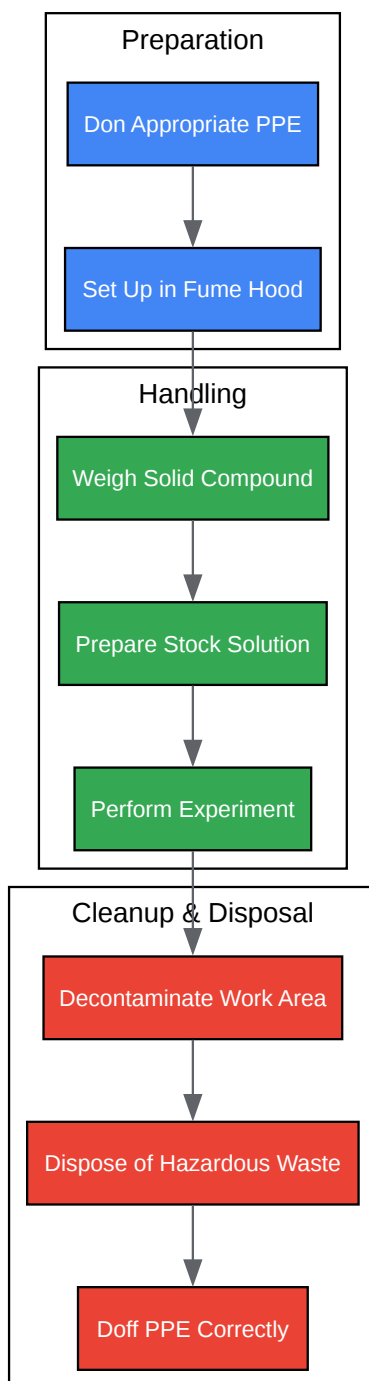 Preparation
Don Appropriate PPE
Set Up in Fume Hood
Handling
Weigh Solid Compound
Prepare Stock Solution
Perform Experiment
Cleanup & Disposal
Decontaminate Work Area
Dispose of Hazardous Waste
Doff PPE Correctly